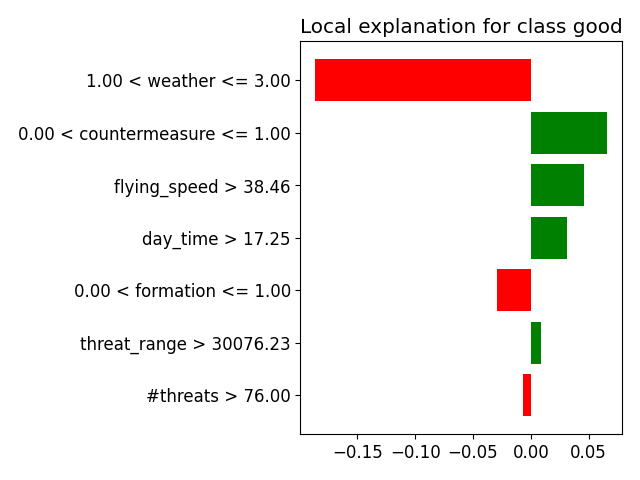 Local explanation for class good
1.00 < weather <= 3.00
0.00 < countermeasure <= 1.00
flying_speed > 38.46
day_time > 17.25
0.00 < formation <= 1.00
threat_range > 30076.23
#threats > 76.00
−0.15 −0.10 −0.05 0.00 0.05